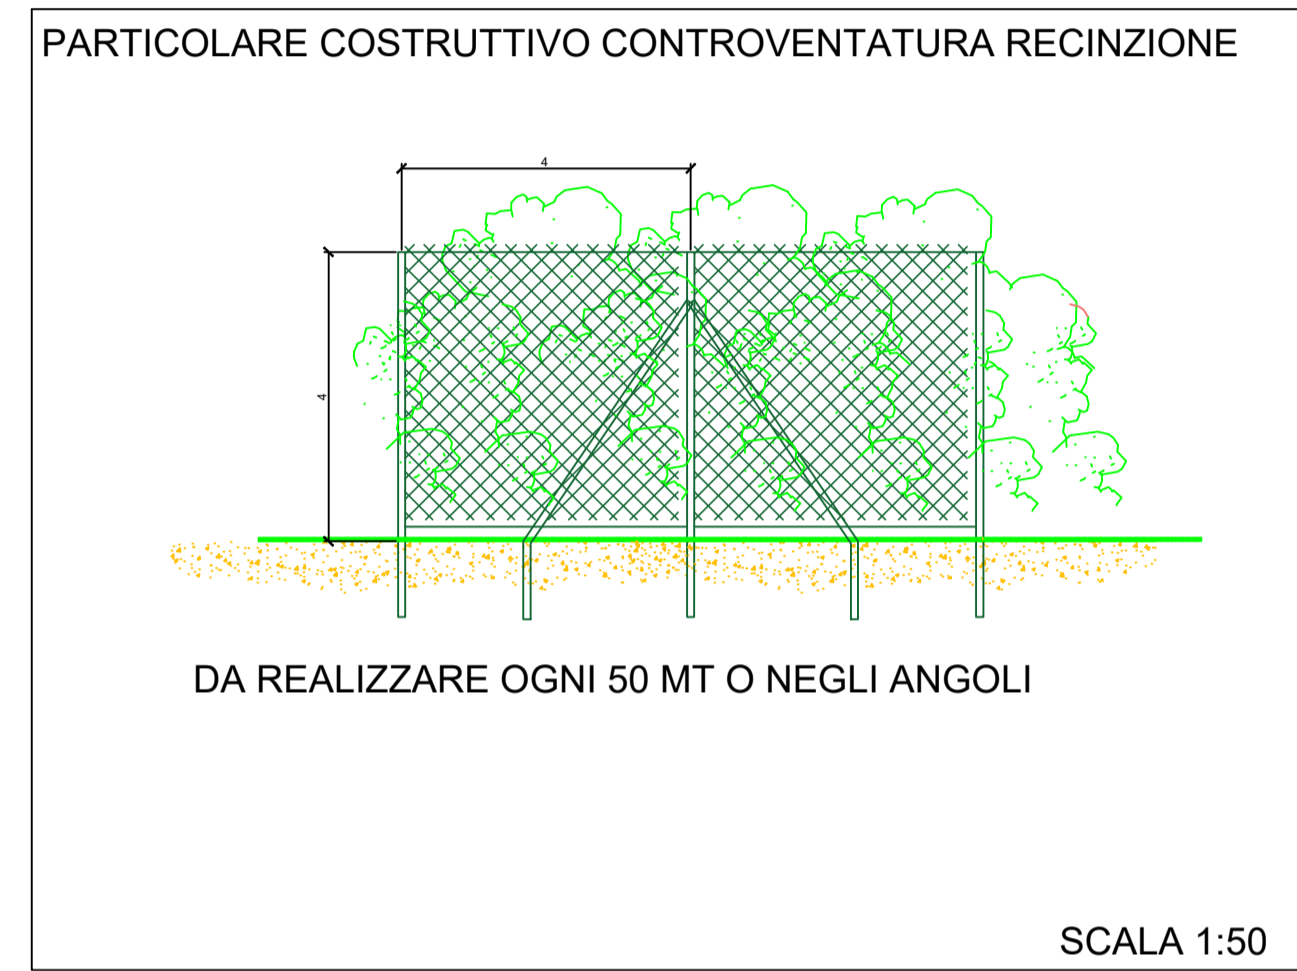 PARTICOLARE COSTRUTTIVO CONTROVENTATURA RECINZIONE
4
4
DA REALIZZARE OGNI 50 MT O NEGLI ANGOLI
SCALA 1:50